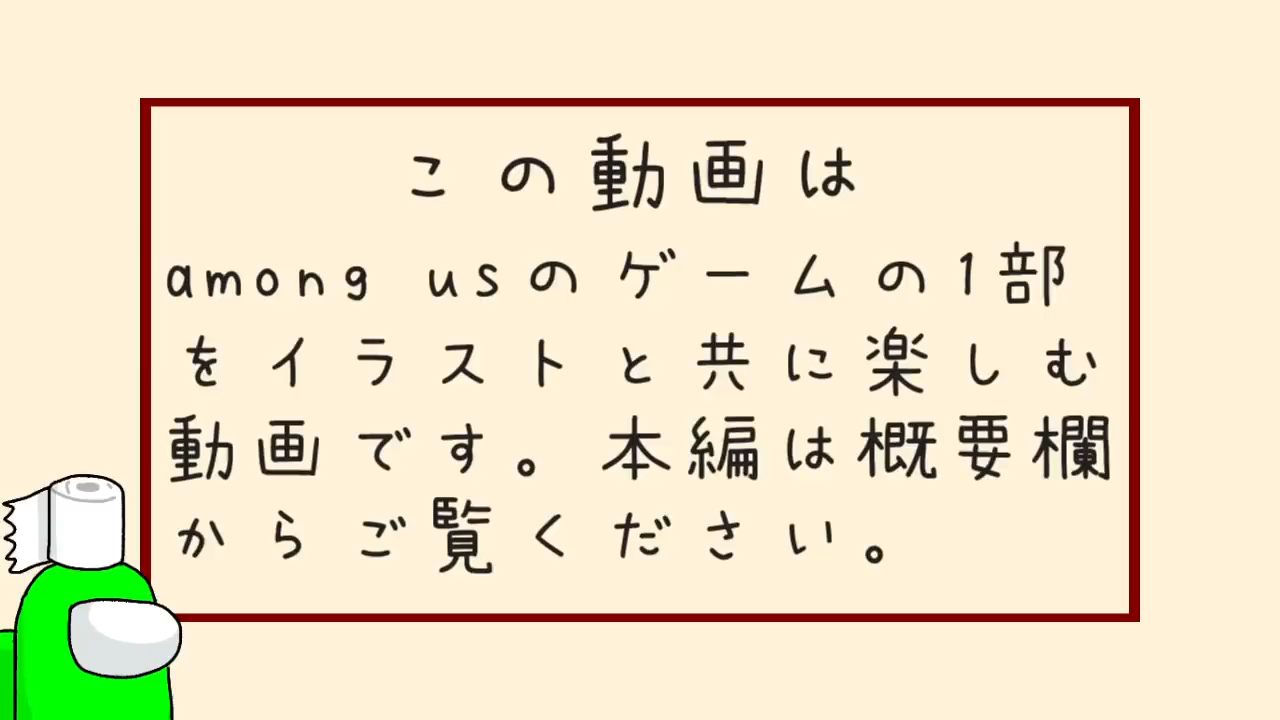 この動画は
among usのゲームの1部
をイラストと共に楽しむ
動画です。本編は概要欄
からご覧ください。